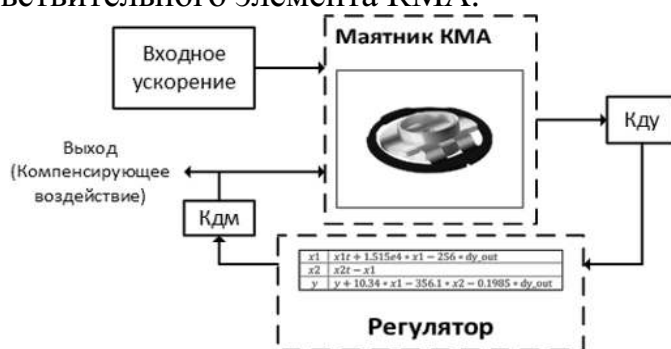 вствительного элемента КМА.
Входное
ускорение
Маятник КМА
Кду
Выход
(Компенсирующее
воздействие)
Кдм
x1 x1t + 1.515e4 * x1 − 256 * dy_out
x2 x2t − x1
y y + 10.34 * x1 − 356.1 * x2 − 0.1985 * dy_out
Регулятор